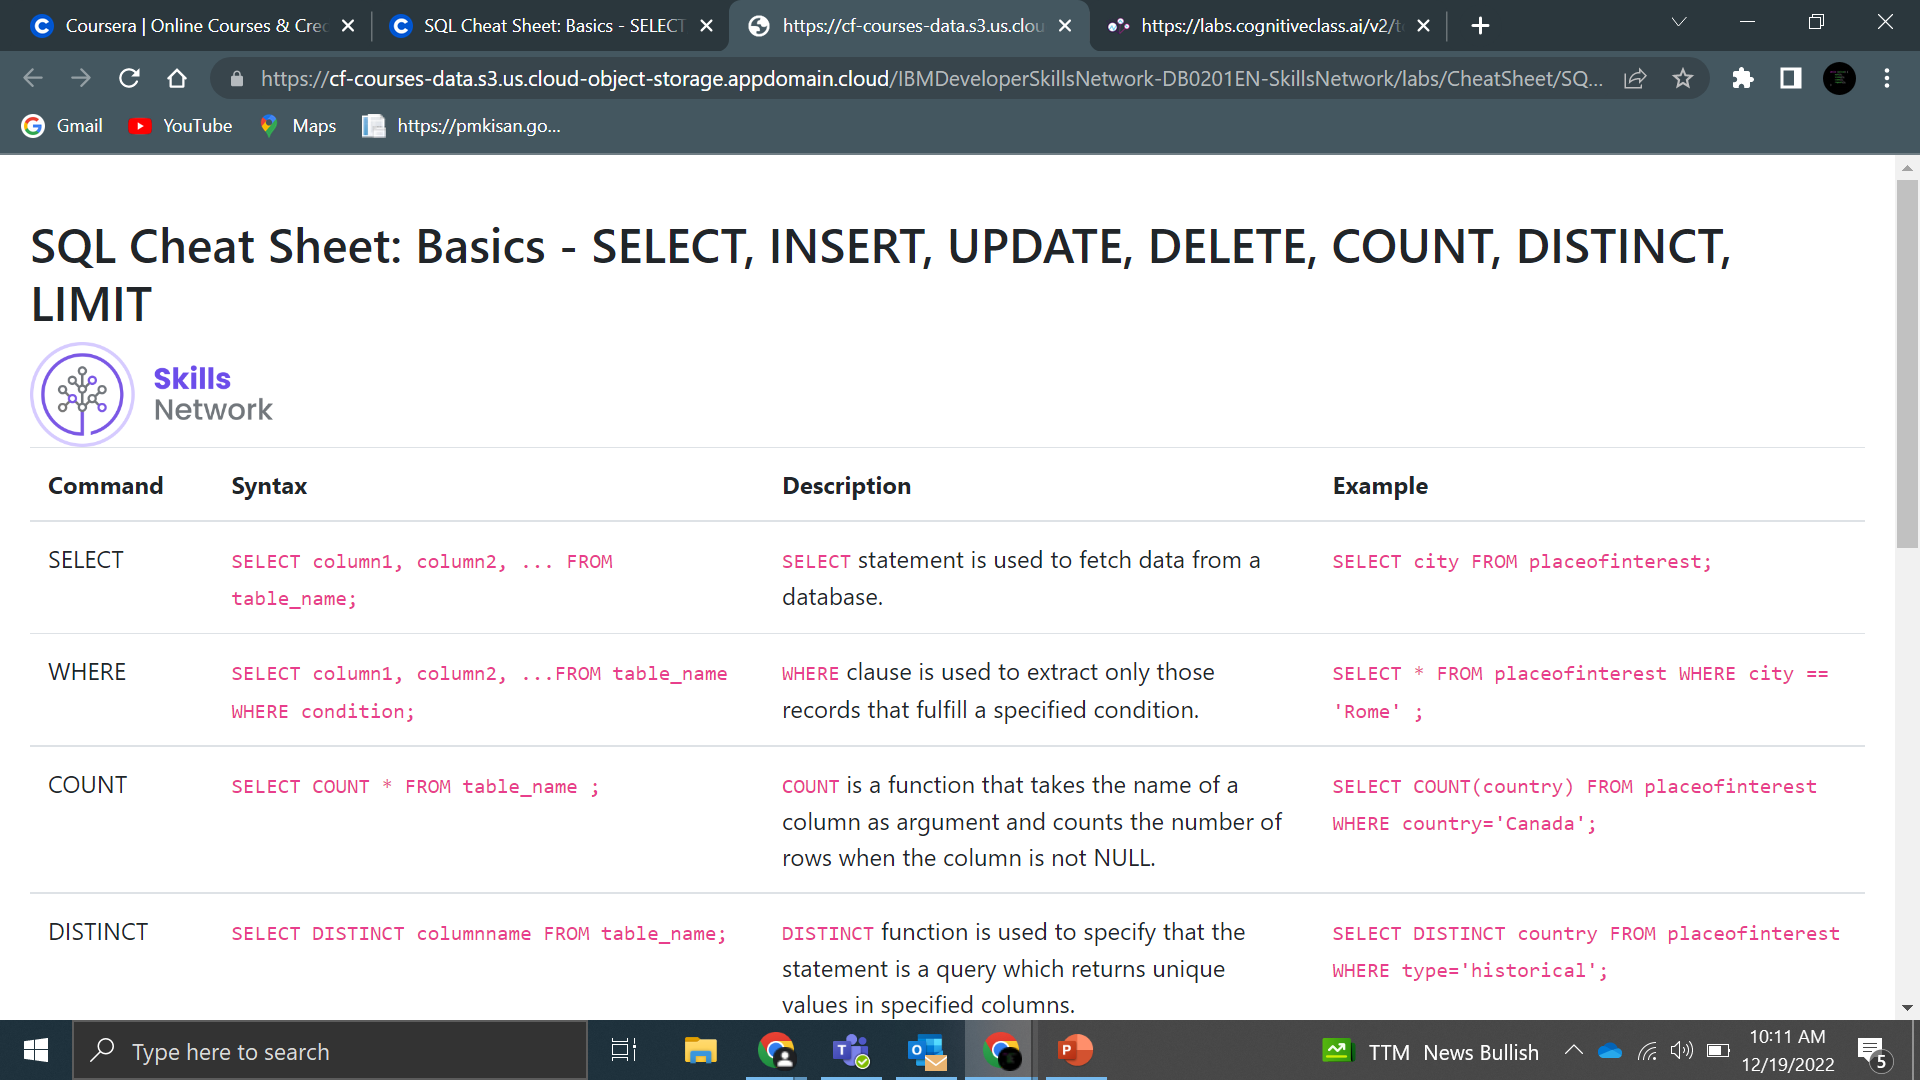 Coursera | Online Courses & Cred
SQL Cheat Sheet: Basics - SELECT
https://cf-courses-data.s3.us.clou
https://labs.cognitiveclass.ai/v2/t
https://cf-courses-data.s3.us.cloud-object-storage.appdomain.cloud/IBMDeveloperSkillsNetwork-DB0201EN-SkillsNetwork/labs/CheatSheet/SQ...
Gmail
YouTube
Maps
https://pmkisan.go...
SQL Cheat Sheet: Basics - SELECT, INSERT, UPDATE, DELETE, COUNT, DISTINCT,
LIMIT
Skills
Network
Command Syntax Description Example
SELECT SELECT column1, column2, ... FROM SELECT statement is used to fetch data from a SELECT city FROM placeofinterest;
table_name; database.
WHERE SELECT column1, column2, ...FROM table_name WHERE clause is used to extract only those SELECT * FROM placeofinterest WHERE city ==
WHERE condition; records that fulfill a specified condition. 'Rome' ;
COUNT SELECT COUNT * FROM table_name ; COUNT is a function that takes the name of a SELECT COUNT(country) FROM placeofinterest
column as argument and counts the number of WHERE country='Canada';
rows when the column is not NULL.
DISTINCT SELECT DISTINCT columnname FROM table_name; DISTINCT function is used to specify that the SELECT DISTINCT country FROM placeofinterest
statement is a query which returns unique WHERE type='historical';
values in specified columns.
Type here to search
TTM News Bullish
10:11 AM
12/19/2022
5